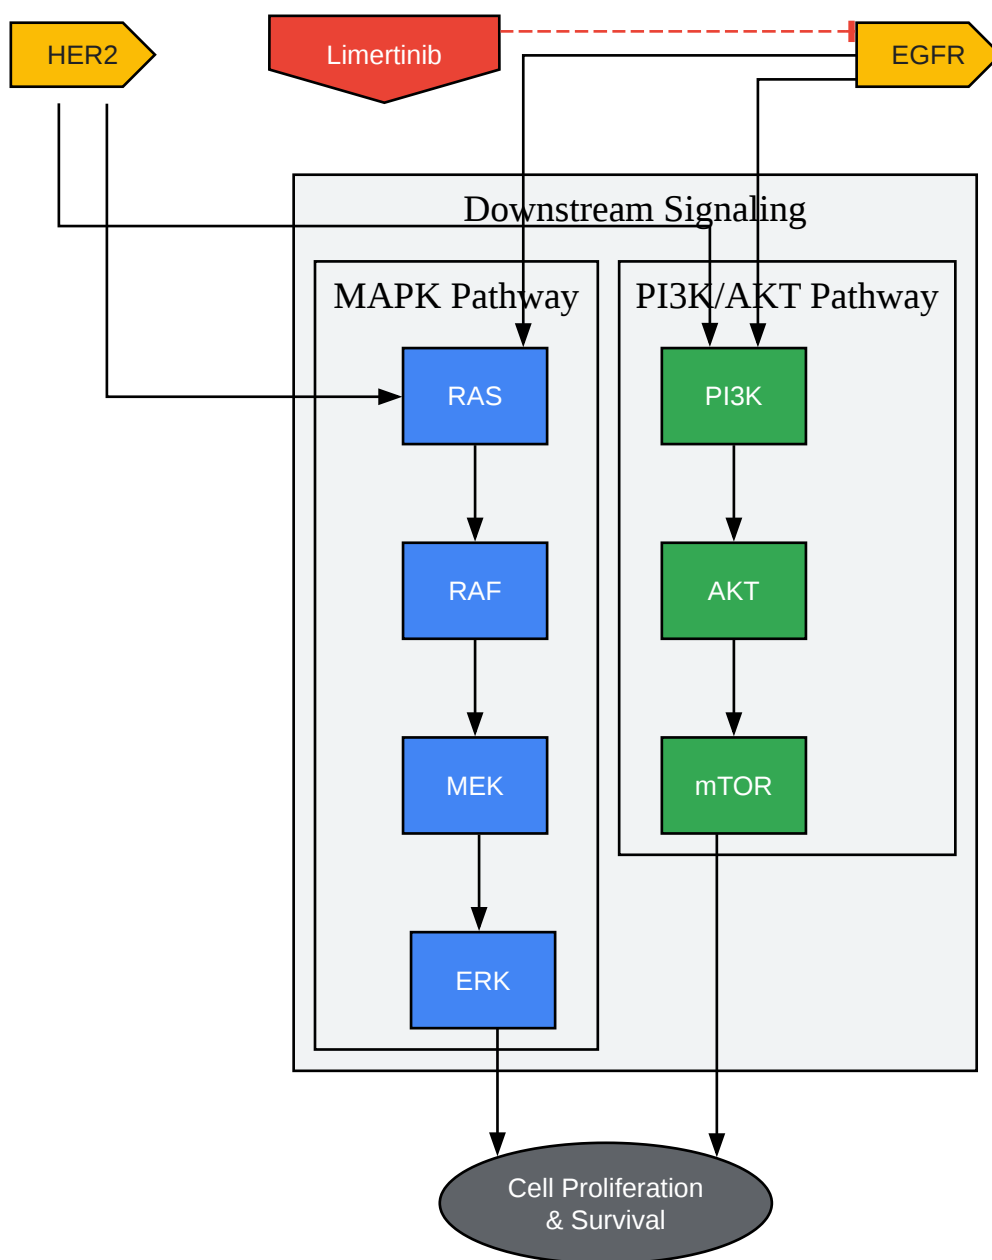 HER2
Limertinib
EGFR
Downstream Signaling
MAPK Pathway
PI3K/AKT Pathway
RAS
PI3K
RAF
AKT
MEK
mTOR
ERK
Cell Proliferation
& Survival